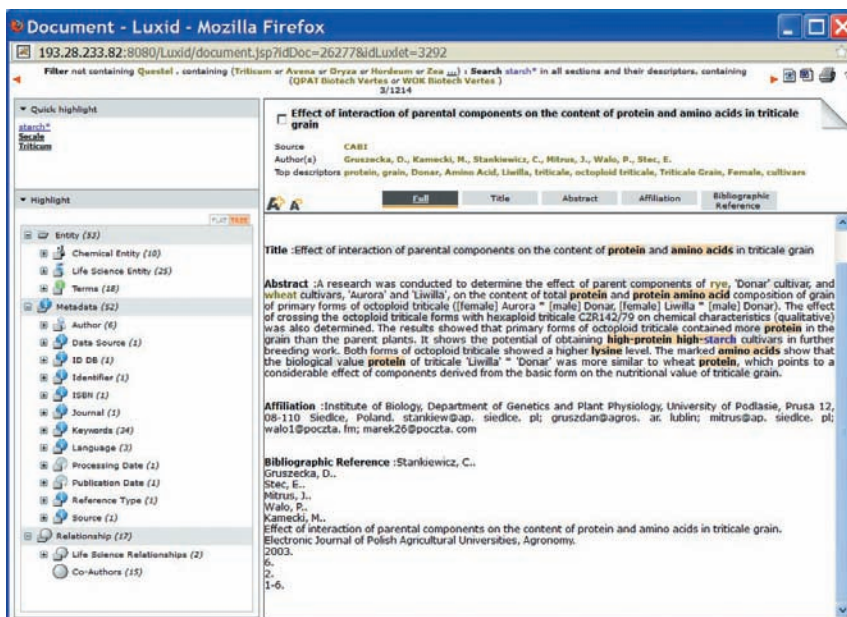 Document - Luxid - Mozilla Firefox
193.28.233.82:8080/Luxid/document.jsp?idDoc=26277&idLuxlet=3292
Filter not containing Questel , containing (Triticum or Avena or Oryza or Hordeum or Zea ...) : Search starch* in all sections and their descriptors, containing
(QPAT Biotech Vertes or WOK Biotech Vertes )
3/1214
Quick highlight
starch*
Secale
Triticum
Highlight
FLAT TREE
Entity (53)
Chemical Entity (10)
Life Science Entity (25)
Terms (18)
Metadata (52)
Author (6)
Data Source (1)
ID DB (1)
Identifier (1)
ISBN (1)
Journal (1)
Keywords (34)
Language (3)
Processing Date (1)
Publication Date (1)
Reference Type (1)
Source (1)
Relationship (17)
Life Science Relationships (2)
Co-Authors (15)
Effect of interaction of parental components on the content of protein and amino acids in triticale
grain
Source CABI
Author(s) Gruszecka, D., Kamecki, M., Stankiewicz, C., Mitrus, J., Walo, P., Stec, E.
Top descriptors protein, grain, Donar, Amino Acid, Liwilla, triticale, octoploid triticale, Triticale Grain, Female, cultivars
A A Full Title Abstract Affiliation Bibliographic
Reference
Title :Effect of interaction of parental components on the content of protein and amino acids in triticale grain
Abstract :A research was conducted to determine the effect of parent components of rye, 'Donar' cultivar, and
wheat cultivars, 'Aurora' and 'Liwilla', on the content of total protein and protein amino acid composition of grain
of primary forms of octoploid triticale ([female] Aurora * [male] Donar, [female] Liwilla * [male] Donar). The effect
of crossing the octoploid triticale forms with hexaploid triticale CZR142/79 on chemical characteristics (qualitative)
was also determined. The results showed that primary forms of octoploid triticale contained more protein in the
grain than the parent plants. It shows the potential of obtaining high-protein high-starch cultivars in further
breeding work. Both forms of octoploid triticale showed a higher lysine level. The marked amino acids show that
the biological value protein of triticale 'Liwilla' * 'Donar' was more similar to wheat protein, which points to a
considerable effect of components derived from the basic form on the nutritional value of triticale grain.
Affiliation :Institute of Biology, Department of Genetics and Plant Physiology, University of Podlasie, Prusa 12,
08-110 Siedlce, Poland. stankiew@ap. siedlce. pl; gruszdan@agros. ar. lublin; mitrus@ap. siedlce. pl;
walo1@poczta. fm; marek26@poczta. com
Bibliographic Reference :Stankiewicz, C..
Gruszecka, D..
Stec, E..
Mitrus, J..
Walo, P..
Kamecki, M..
Effect of interaction of parental components on the content of protein and amino acids in triticale grain.
Electronic Journal of Polish Agricultural Universities, Agronomy.
2003.
6.
2.
1-6.